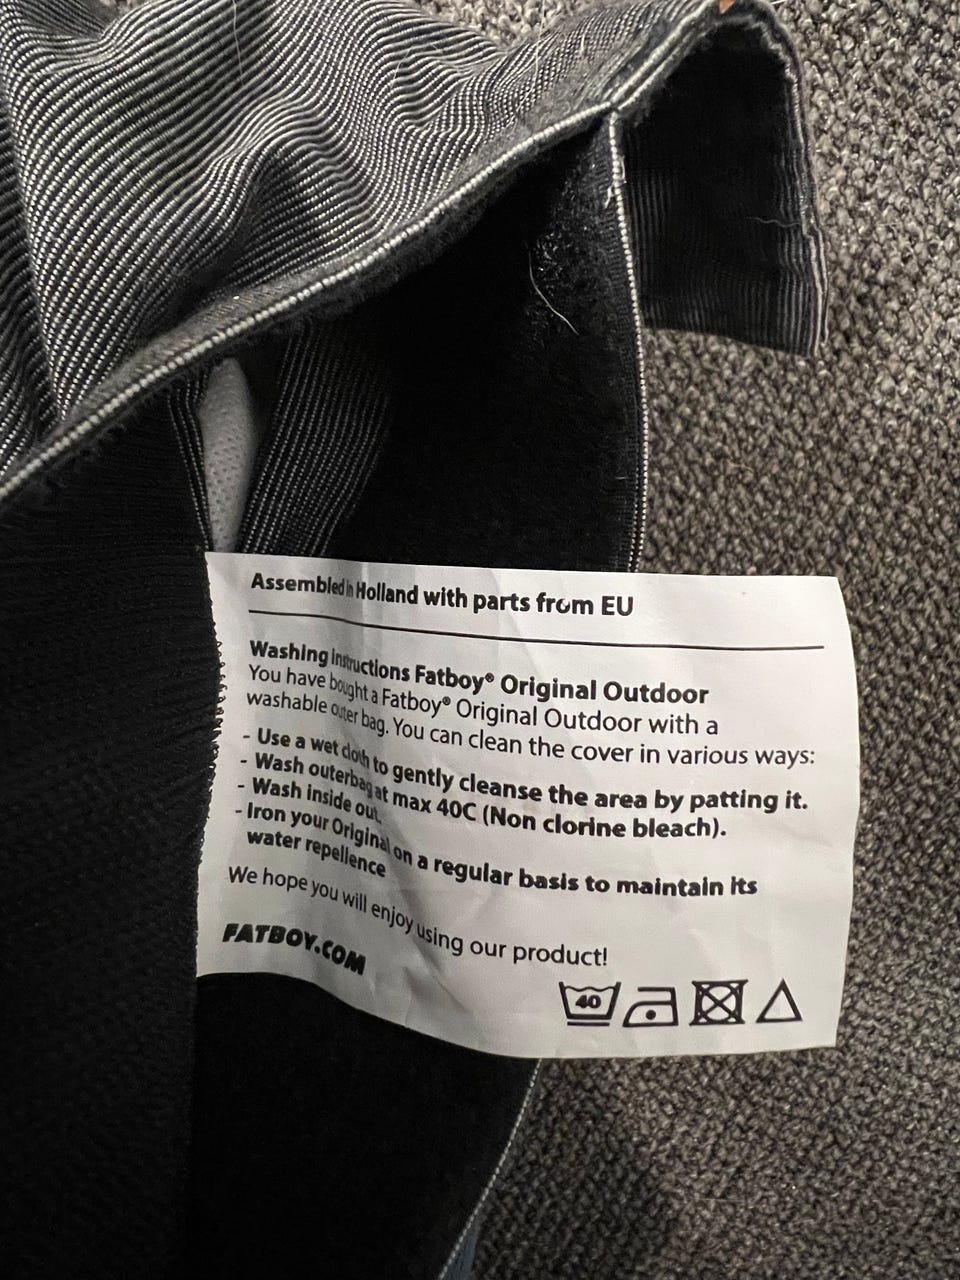 Assembled in Holland with parts from EU
Washing instructions Fatboy® Original Outdoor
You have bought a Fatboy® Original Outdoor with a
washable outer bag. You can clean the cover in various ways:
- Use a wet cloth to gently cleanse the area by patting it.
- Wash outerbag at max 40C (Non clorine bleach).
- Wash inside out.
- Iron your Original on a regular basis to maintain its
water repellence
We hope you will enjoy using our product!
FATBOY.COM
40